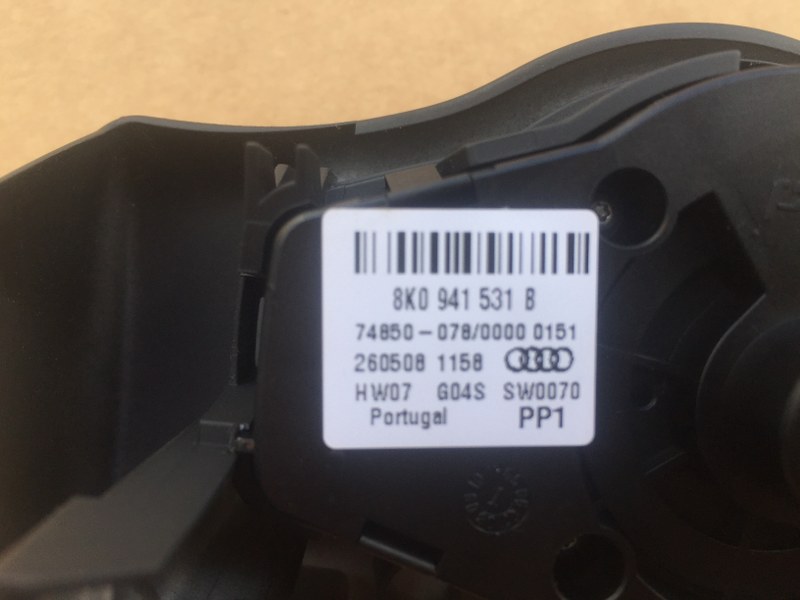 8K0 941 531 B
74850-078/0000 0151
260508 1158
HW07 G04S SW0070
Portugal PP1